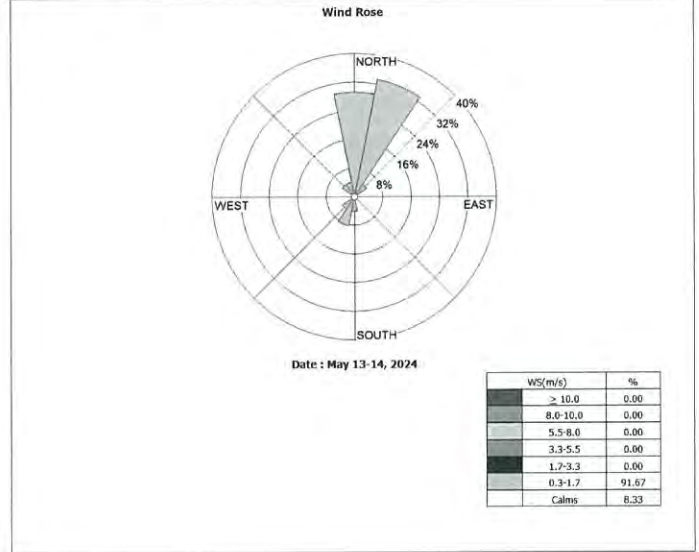 Wind Rose
NORTH
40%
32%
24%
16%
8%
WEST
EAST
SOUTH
Date : May 13-14, 2024
WS(m/s) %
≥ 10.0 0.00
8.0-10.0 0.00
5.5-8.0 0.00
3.3-5.5 0.00
1.7-3.3 0.00
0.3-1.7 91.67
Calms 8.33